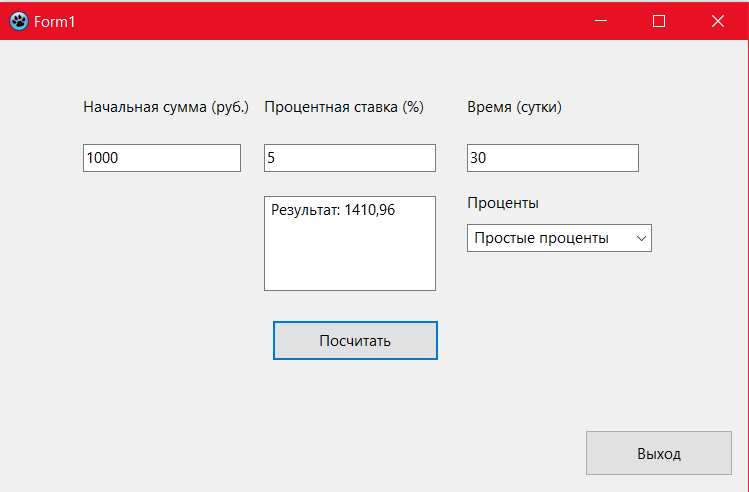 Form1
Начальная сумма (руб.) Процентная ставка (%) Время (сутки)
1000 5 30
Результат: 1410,96
Проценты
Простые проценты
Посчитать
Выход